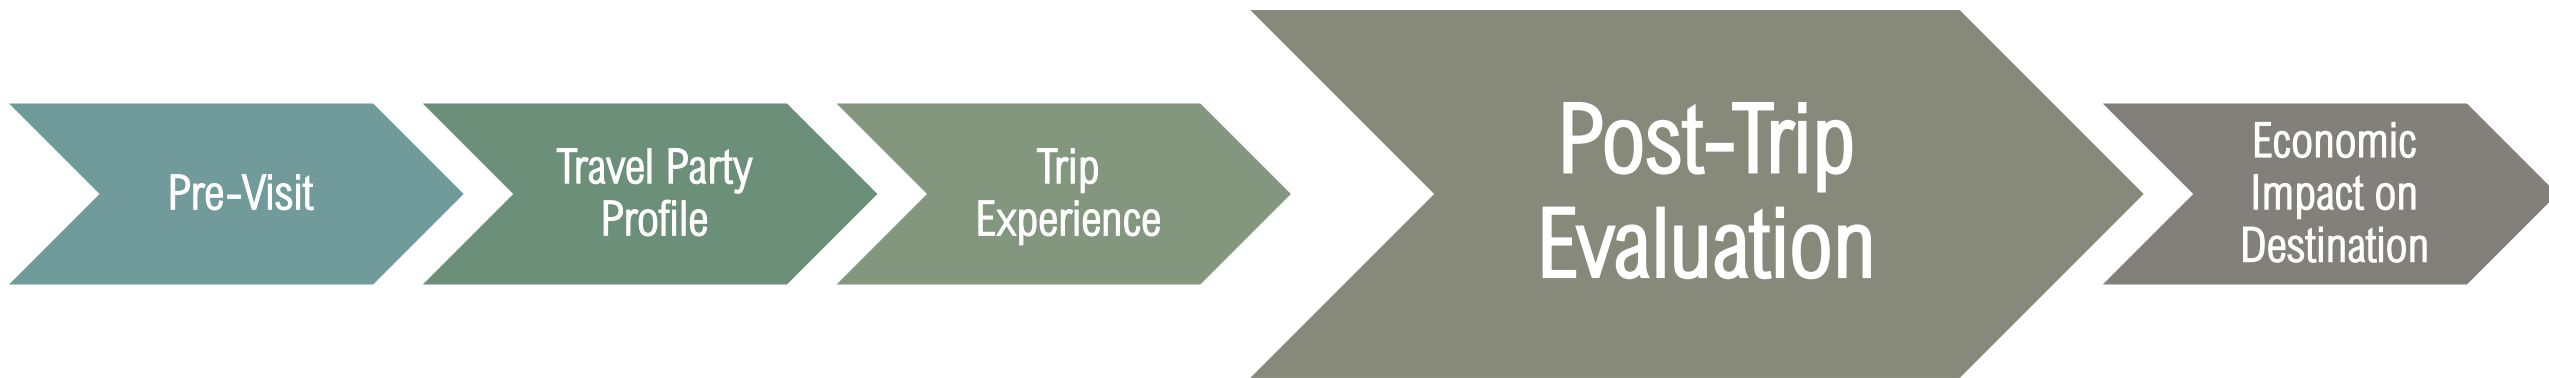 Pre-Visit
Travel Party
Profile
Trip
Experience
Post-Trip
Evaluation
Economic
Impact on
Destination